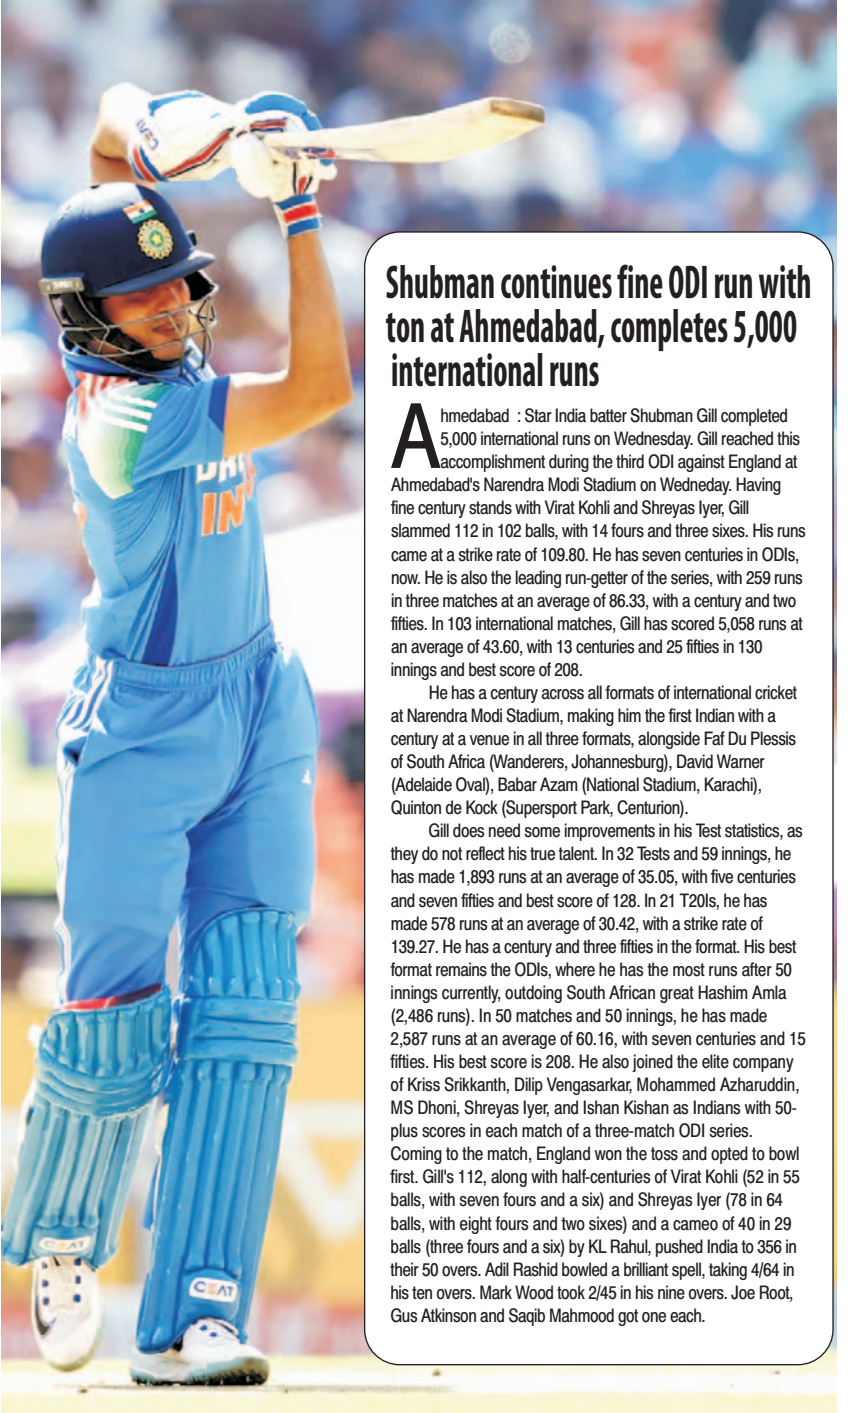 CEAT
Shubman continues fine ODI run with
ton at Ahmedabad, completes 5,000
international runs
Ahmedabad : Star India batter Shubman Gill completed
5,000 international runs on Wednesday. Gill reached this
accomplishment during the third ODI against England at
Ahmedabad's Narendra Modi Stadium on Wedneday. Having
fine century stands with Virat Kohli and Shreyas Iyer, Gill
slammed 112 in 102 balls, with 14 fours and three sixes. His runs
came at a strike rate of 109.80. He has seven centuries in ODIs,
now. He is also the leading run-getter of the series, with 259 runs
in three matches at an average of 86.33, with a century and two
fifties. In 103 international matches, Gill has scored 5,058 runs at
an average of 43.60, with 13 centuries and 25 fifties in 130
innings and best score of 208.
He has a century across all formats of international cricket
at Narendra Modi Stadium, making him the first Indian with a
century at a venue in all three formats, alongside Faf Du Plessis
of South Africa (Wanderers, Johannesburg), David Warner
(Adelaide Oval), Babar Azam (National Stadium, Karachi),
Quinton de Kock (Supersport Park, Centurion).
Gill does need some improvements in his Test statistics, as
they do not reflect his true talent. In 32 Tests and 59 innings, he
has made 1,893 runs at an average of 35.05, with five centuries
and seven fifties and best score of 128. In 21 T20Is, he has
made 578 runs at an average of 30.42, with a strike rate of
139.27. He has a century and three fifties in the format. His best
format remains the ODIs, where he has the most runs after 50
innings currently, outdoing South African great Hashim Amla
(2,486 runs). In 50 matches and 50 innings, he has made
2,587 runs at an average of 60.16, with seven centuries and 15
fifties. His best score is 208. He also joined the elite company
of Kriss Srikkanth, Dilip Vengasarkar, Mohammed Azharuddin,
MS Dhoni, Shreyas Iyer, and Ishan Kishan as Indians with 50-
plus scores in each match of a three-match ODI series.
Coming to the match, England won the toss and opted to bowl
first. Gill's 112, along with half-centuries of Virat Kohli (52 in 55
balls, with seven fours and a six) and Shreyas Iyer (78 in 64
balls, with eight fours and two sixes) and a cameo of 40 in 29
balls (three fours and a six) by KL Rahul, pushed India to 356 in
their 50 overs. Adil Rashid bowled a brilliant spell, taking 4/64 in
his ten overs. Mark Wood took 2/45 in his nine overs. Joe Root,
Gus Atkinson and Saqib Mahmood got one each.
CEAT
CEAT